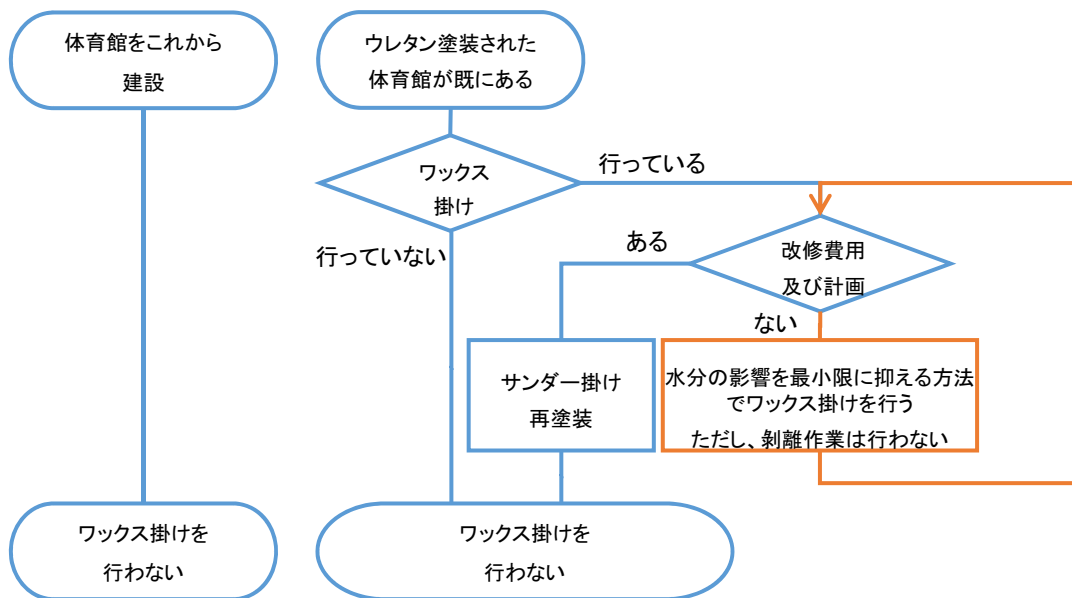 体育館をこれから
建設
ウレタン塗装された
体育館が既にある
ワックス
掛け
行っている
行っていない
ある
改修費用
及び計画
ない
サンダー掛け
再塗装
水分の影響を最小限に抑える方法
でワックス掛けを行う
ただし、剥離作業は行わない
ワックス掛けを
行わない
ワックス掛けを
行わない